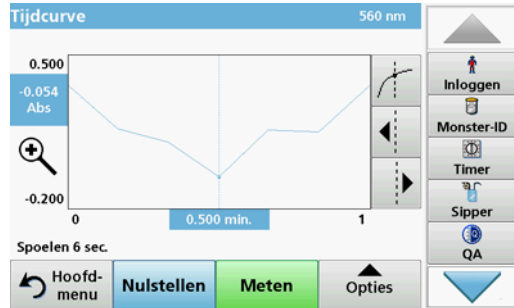 Tijdcurve 560 nm
0.500
-0.054
Abs
-0.200
0 0.500 min. 1
Spoelen 6 sec.
Hoofd-
menu
Nulstellen
Meten
Opties
Inloggen
Monster-ID
Timer
Sipper
QA